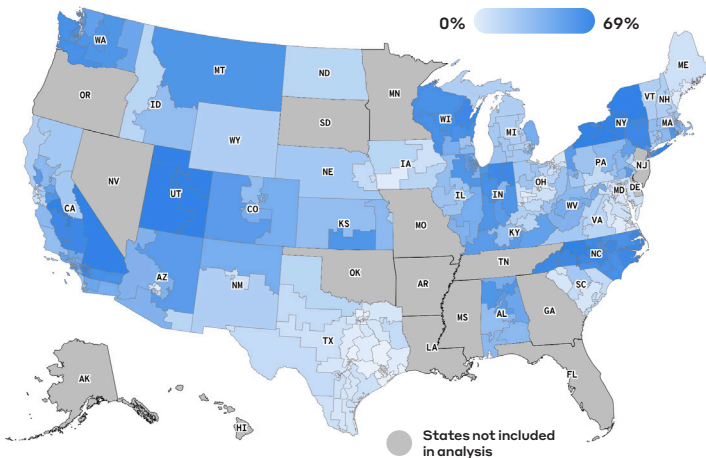 0% 69%
WA
MT
ND
MN
ME
OR
ID
WI
VT
NH
SD
NY
MA
WY
MI
IA
PA
NJ
NE
OH
NV
IL
IN
MD
DE
UT
CO
WV
CA
KS
VA
MO
KY
NC
TN
AZ
NM
OK
AR
SC
MS
AL
GA
TX
LA
FL
AK
HI
States not included
in analysis